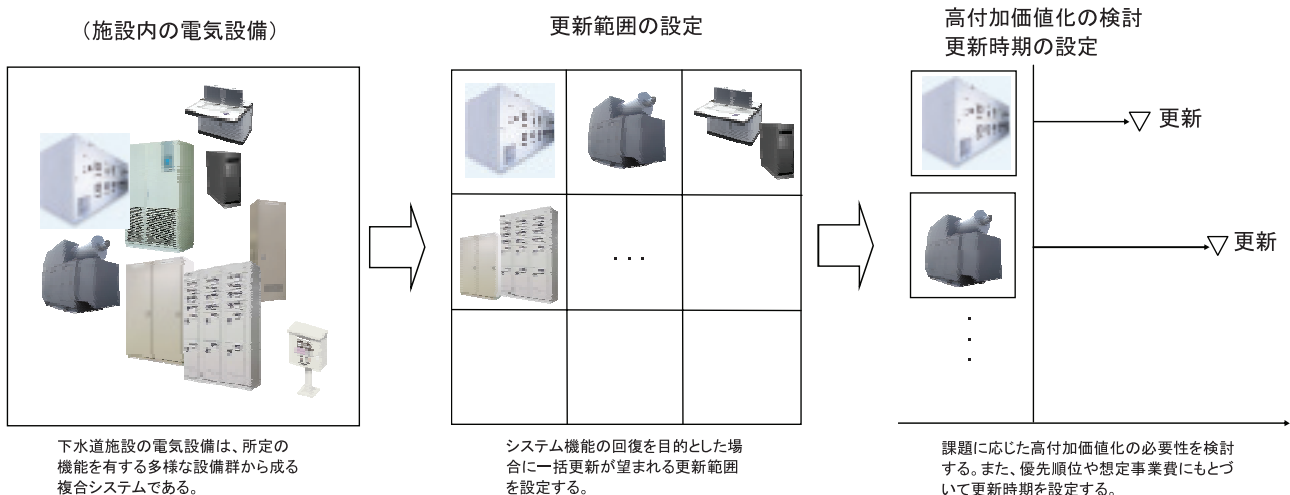 （施設内の電気設備）
更新範囲の設定
高付加価値化の検討
更新時期の設定
更新
更新
下水道施設の電気設備は、所定の
機能を有する多様な設備群から成る
複合システムである。
システム機能の回復を目的とした場
合に一括更新が望まれる更新範囲
を設定する。
課題に応じた高付加価値化の必要性を検討
する。また、優先順位や想定事業費にもとづ
いて更新時期を設定する。